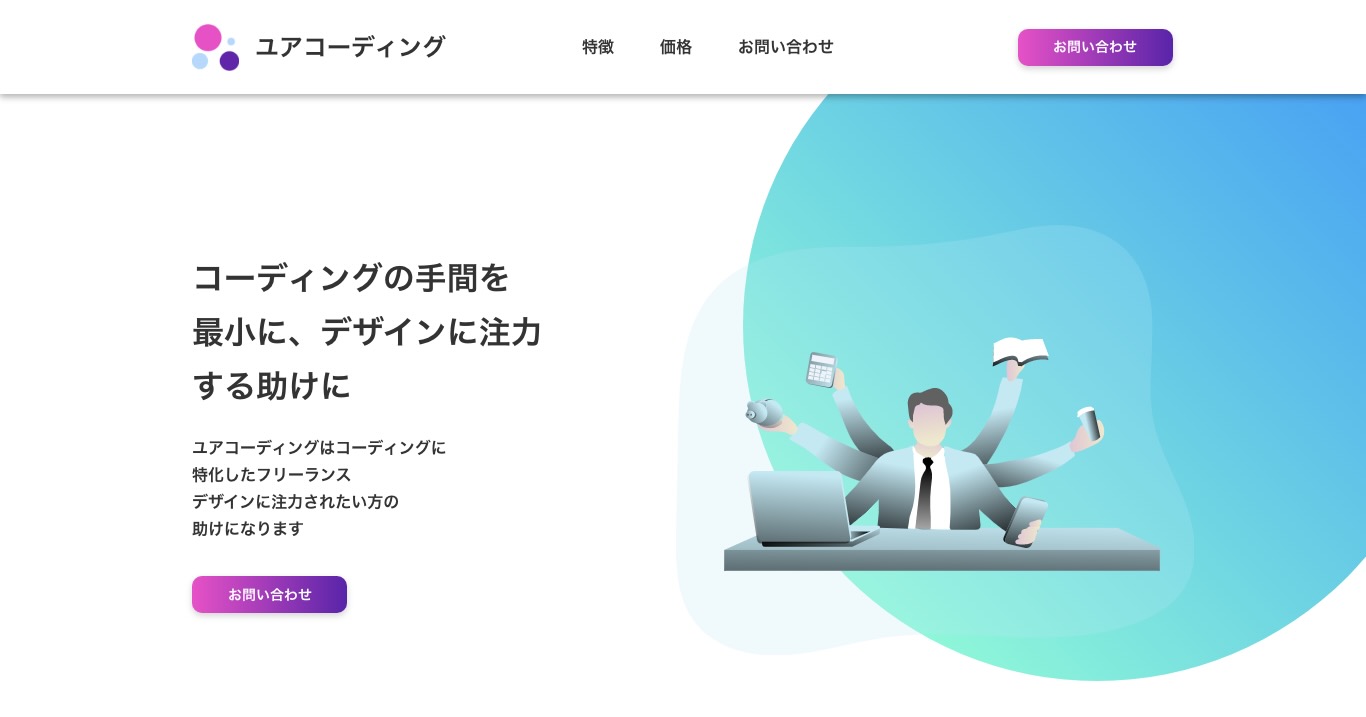 ユアコーディング
特徴
価格
お問い合わせ
お問い合わせ
コーディングの手間を
最小に、デザインに注力
する助けに
ユアコーディングはコーディングに
特化したフリーランス
デザインに注力されたい方の
助けになります
お問い合わせ